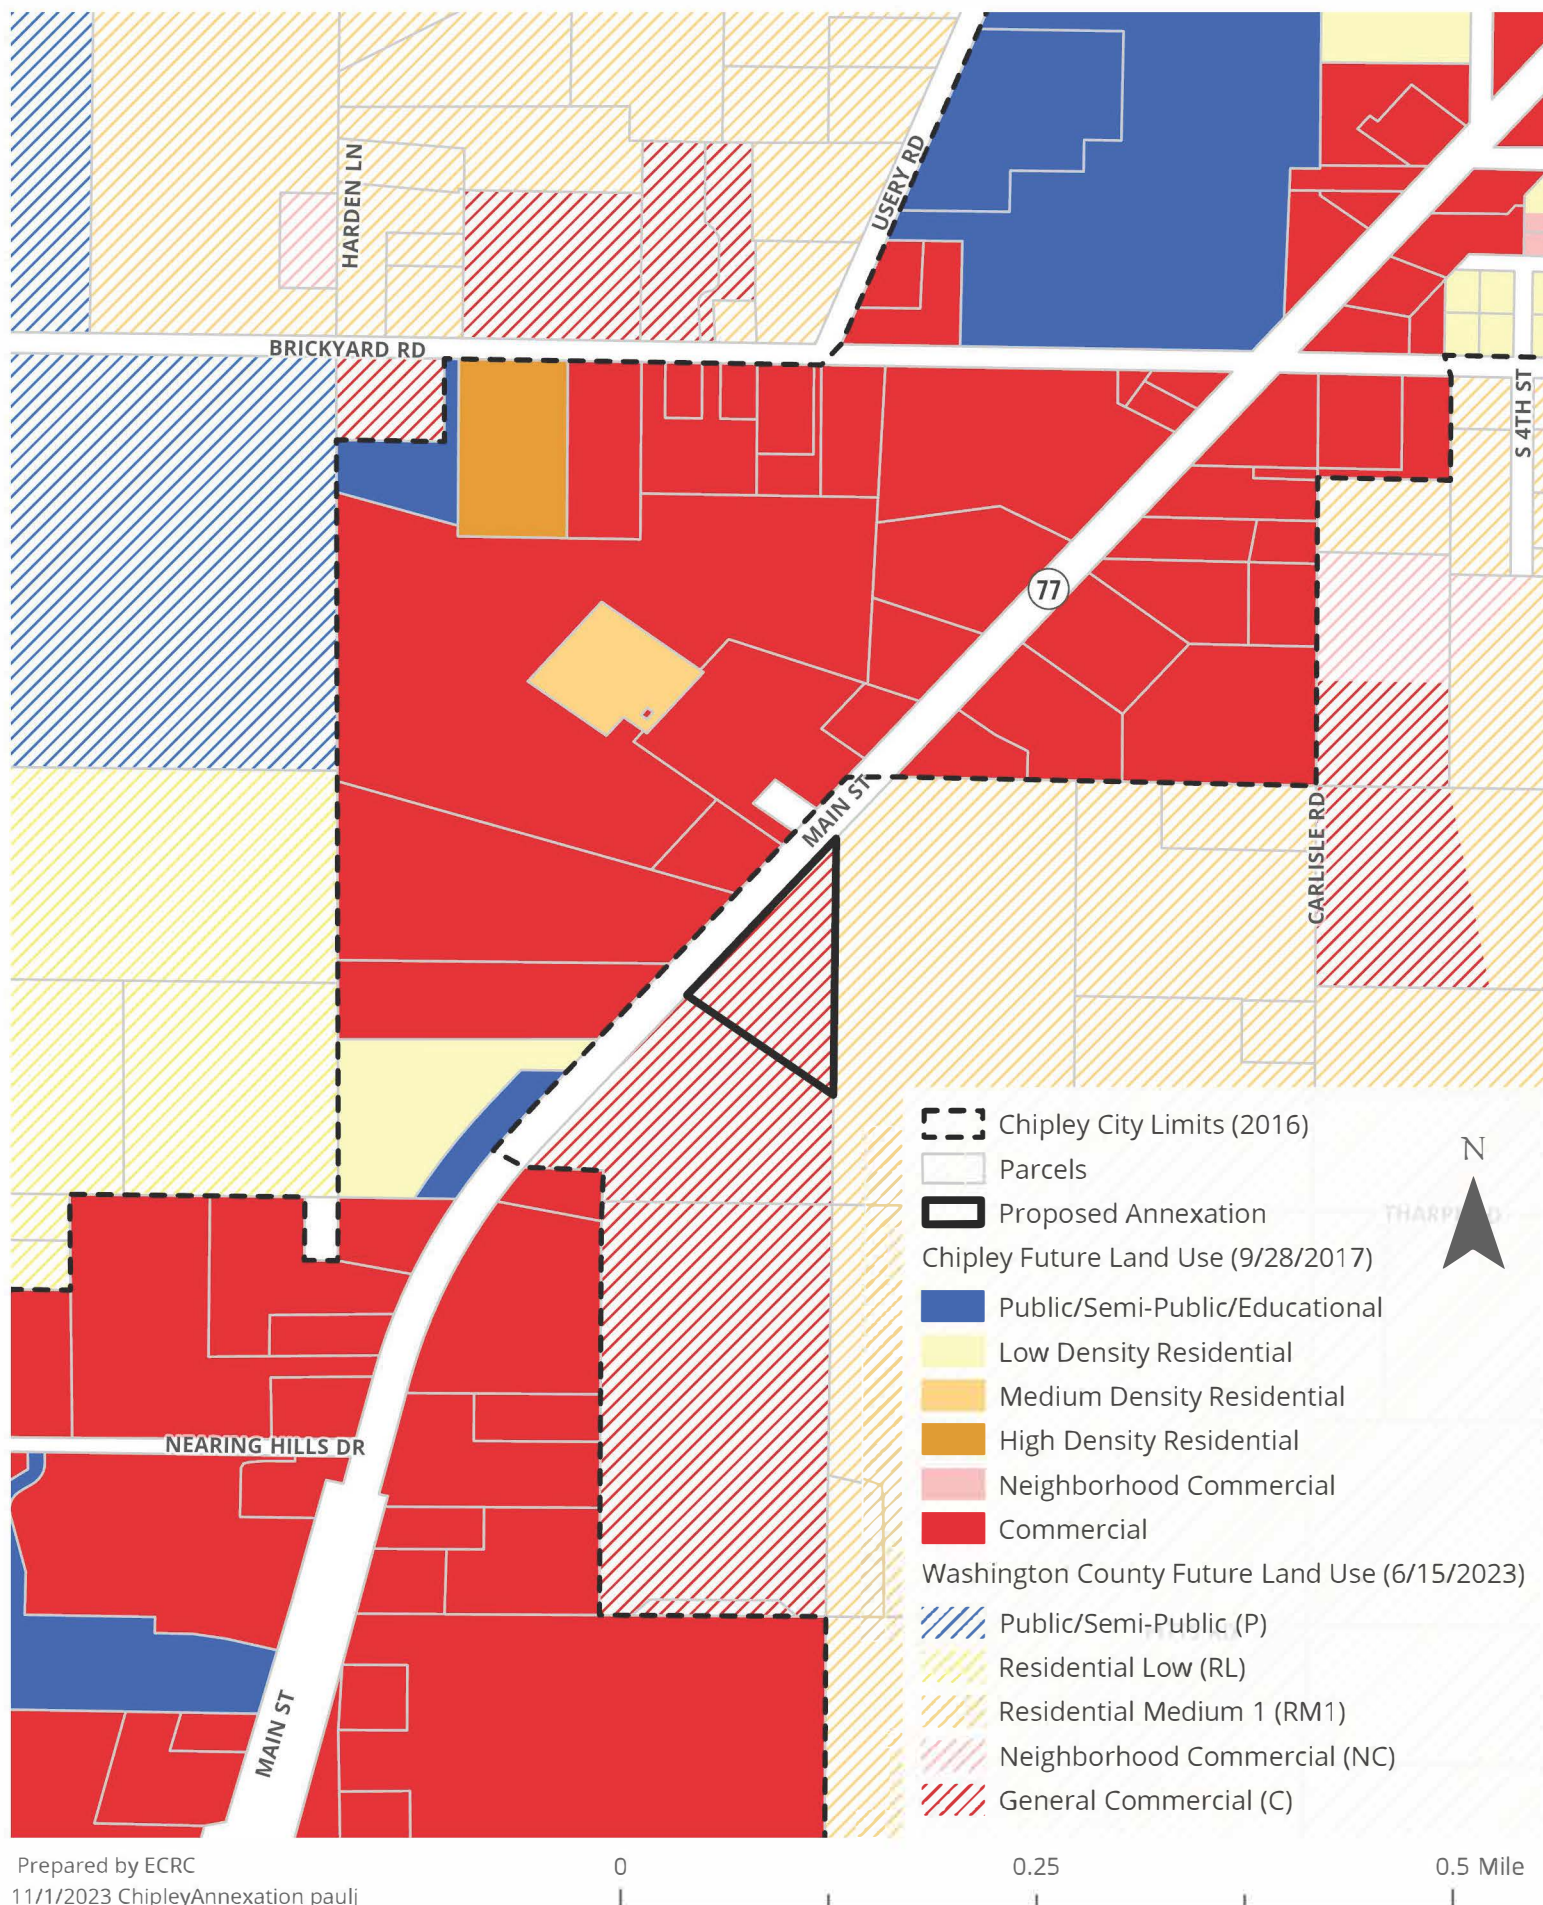 HARDEN LN
USERY RD
BRICKYARD RD
S 4TH ST
77
MAIN ST
CARLISLE RD
Chipley City Limits (2016)
Parcels
Proposed Annexation
N
Chipley Future Land Use (9/28/2017)
Public/Semi-Public/Educational
Low Density Residential
Medium Density Residential
High Density Residential
Neighborhood Commercial
Commercial
Washington County Future Land Use (6/15/2023)
Public/Semi-Public (P)
Residential Low (RL)
Residential Medium 1 (RM1)
Neighborhood Commercial (NC)
General Commercial (C)
NEARING HILLS DR
MAIN ST
Prepared by ECRC
11/1/2023 ChipleyAnnexation paulj
0
0.25
0.5 Mile